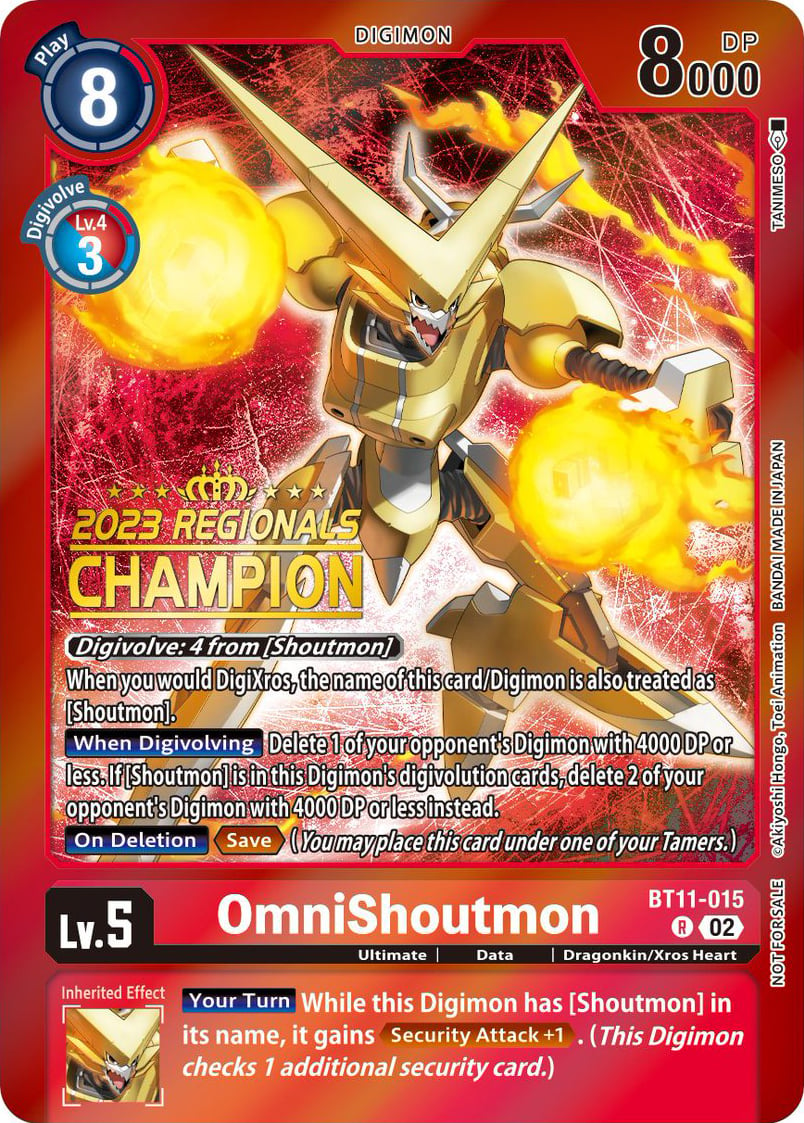 DIGIMON
Play
8
8000
DP
Digivolve
Lv.4
3
TANIMESO
2023 REGIONALS
CHAMPION
Digivolve: 4 from [Shoutmon]
When you would DigiXros, the name of this card/Digimon is also treated as
[Shoutmon].
When Digivolving Delete 1 of your opponent's Digimon with 4000 DP or
less. If [Shoutmon] is in this Digimon's digivolution cards, delete 2 of your
opponent's Digimon with 4000 DP or less instead.
On Deletion Save (You may place this card under one of your Tamers.)
©Akiyoshi Hongo, Toei Animation BANDAI MADE IN JAPAN
NOT FOR SALE
Lv.5
OmniShoutmon
BT11-015
R 02
Ultimate | Data | Dragonkin/Xros Heart
Inherited Effect
Your Turn While this Digimon has [Shoutmon] in
its name, it gains Security Attack +1 . (This Digimon
checks 1 additional security card.)